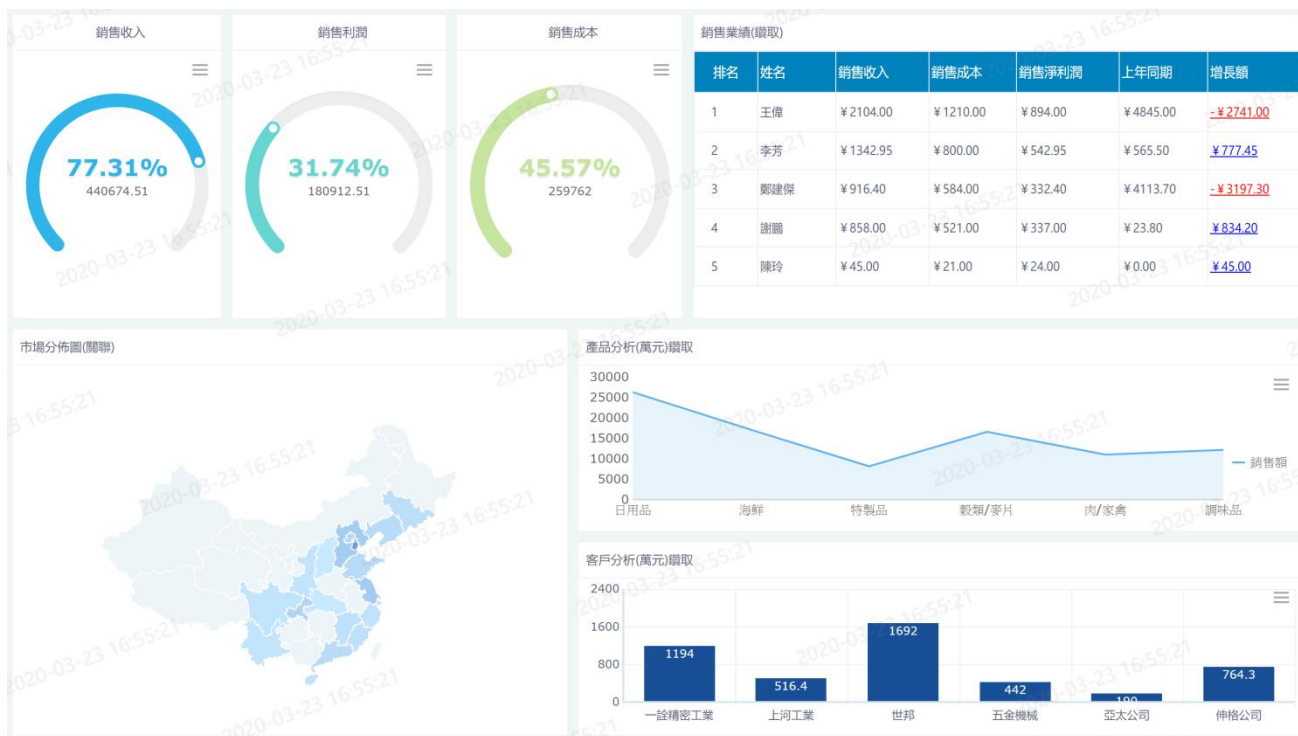 銷售收入
77.31%
440674.51
銷售利潤
31.74%
180912.51
銷售成本
45.57%
259762
銷售業績(鑽取)
排名 姓名 銷售收入 銷售成本 銷售淨利潤 上年同期 增長額
1 王偉 ¥2104.00 ¥1210.00 ¥894.00 ¥4845.00 -¥2741.00
2 李芳 ¥1342.95 ¥800.00 ¥542.95 ¥565.50 ¥777.45
3 鄭建傑 ¥916.40 ¥584.00 ¥332.40 ¥4113.70 -¥3197.30
4 謝鵬 ¥858.00 ¥521.00 ¥337.00 ¥23.80 ¥834.20
5 陳玲 ¥45.00 ¥21.00 ¥24.00 ¥0.00 ¥45.00
市場分佈圖(關聯)
產品分析(萬元)鑽取
30000
25000
20000
15000
10000
5000
0
日用品 海鮮 特製品 穀類/麥片 肉/家禽 調味品
銷售額
客戶分析(萬元)鑽取
2400
1600
800
0
1194 516.4 1692 442 764.3
一詮精密工業 上河工業 世邦 五金機械 亞太公司 伸格公司
2020-03-23 16:55:21